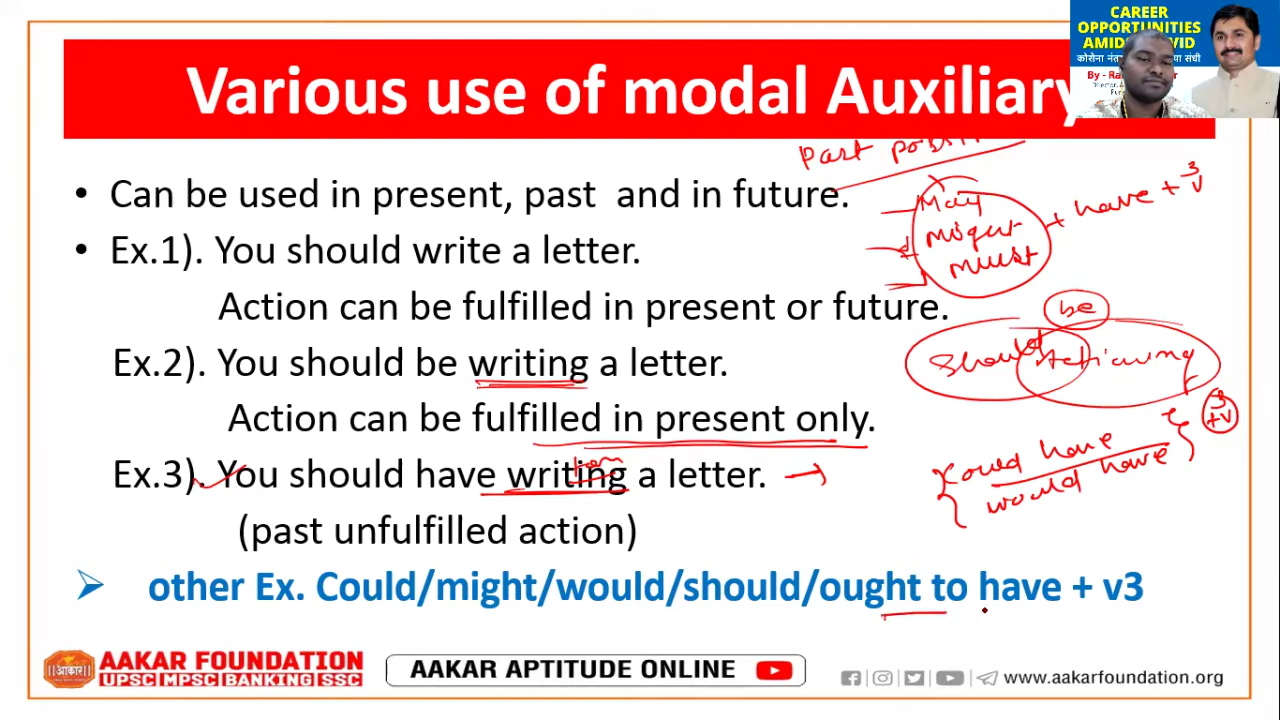 CAREER
OPPORTUNITIES
कोरोना
संधी
By -
Various use of modal Auxiliary
Past
• Can be used in present, past and in future.
May
might
must
+ have + v3
• Ex.1). You should write a letter.
Action can be fulfilled in present or future.
be
Ex.2). You should be writing a letter.
should
Action can be fulfilled in present only.
3
+v
could have
would have
Ex.3). You should have writing a letter.
(past unfulfilled action)
➤ other Ex. Could/might/would/should/ought to have + v3
आकार
AAKAR FOUNDATION
UPSC|MPSC|BANKING|SSC
AAKAR APTITUDE ONLINE
www.aakarfoundation.org